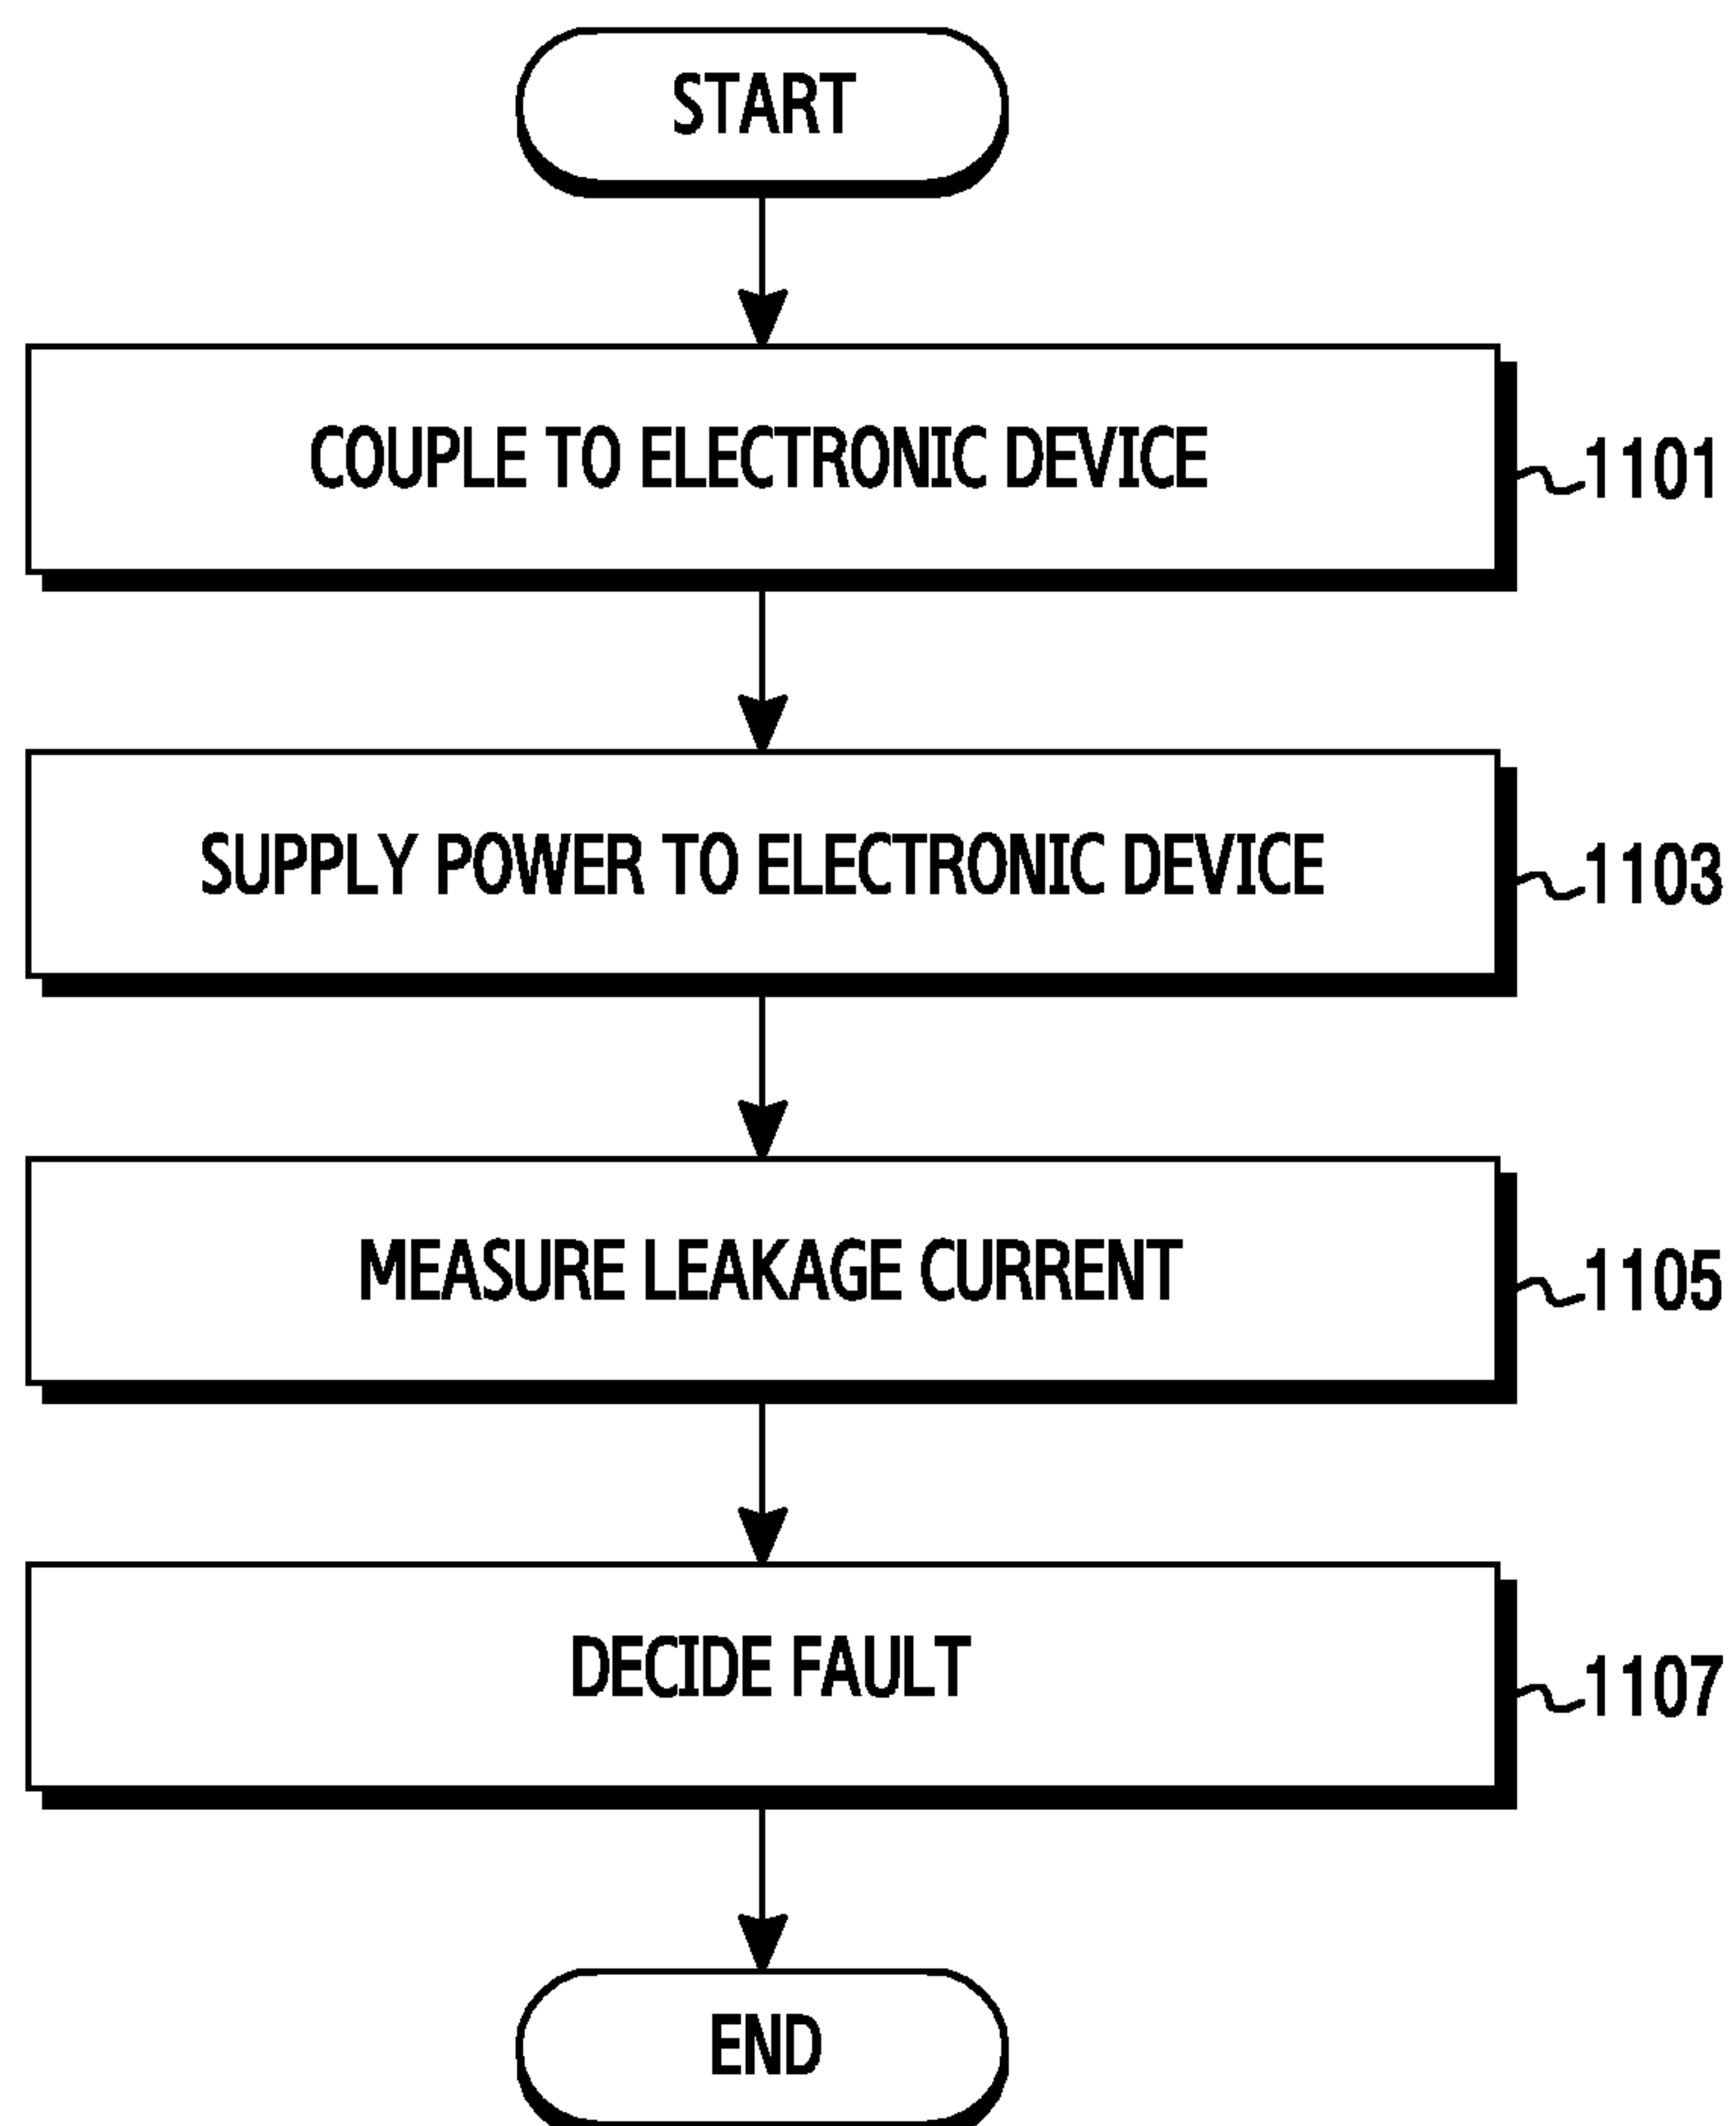 START
COUPLE TO ELECTRONIC DEVICE
1101
SUPPLY POWER TO ELECTRONIC DEVICE
1103
MEASURE LEAKAGE CURRENT
1105
DECIDE FAULT
1107
END